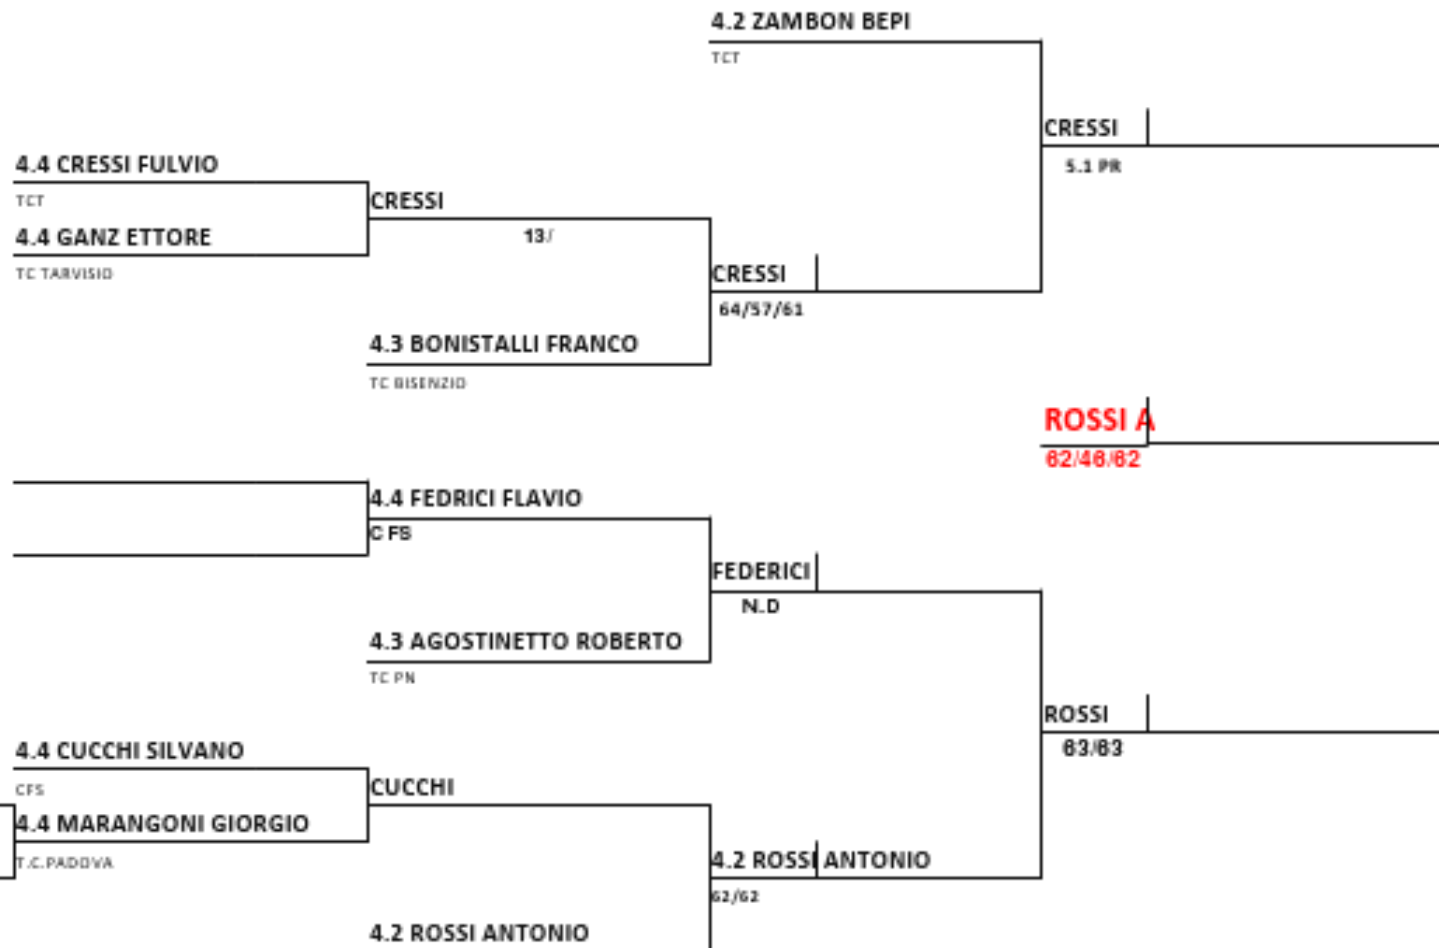 4.2 ZAMBON BEPI
TCT
CRESSI
5.1 PR
4.4 CRESSI FULVIO
TCT
CRESSI
13/
4.4 GANZ ETTORE
TC TARVISIO
CRESSI
64/57/61
4.3 BONISTALLI FRANCO
TC BISENZIO
ROSSI A
62/46/62
4.4 FEDRICI FLAVIO
C FS
FEDERICI
N.D
4.3 AGOSTINETTO ROBERTO
TC PN
ROSSI
63/63
4.4 CUCCHI SILVANO
CFS
CUCCHI
4.4 MARANGONI GIORGIO
T.C.PADOVA
4.2 ROSSI ANTONIO
62/62
4.2 ROSSI ANTONIO